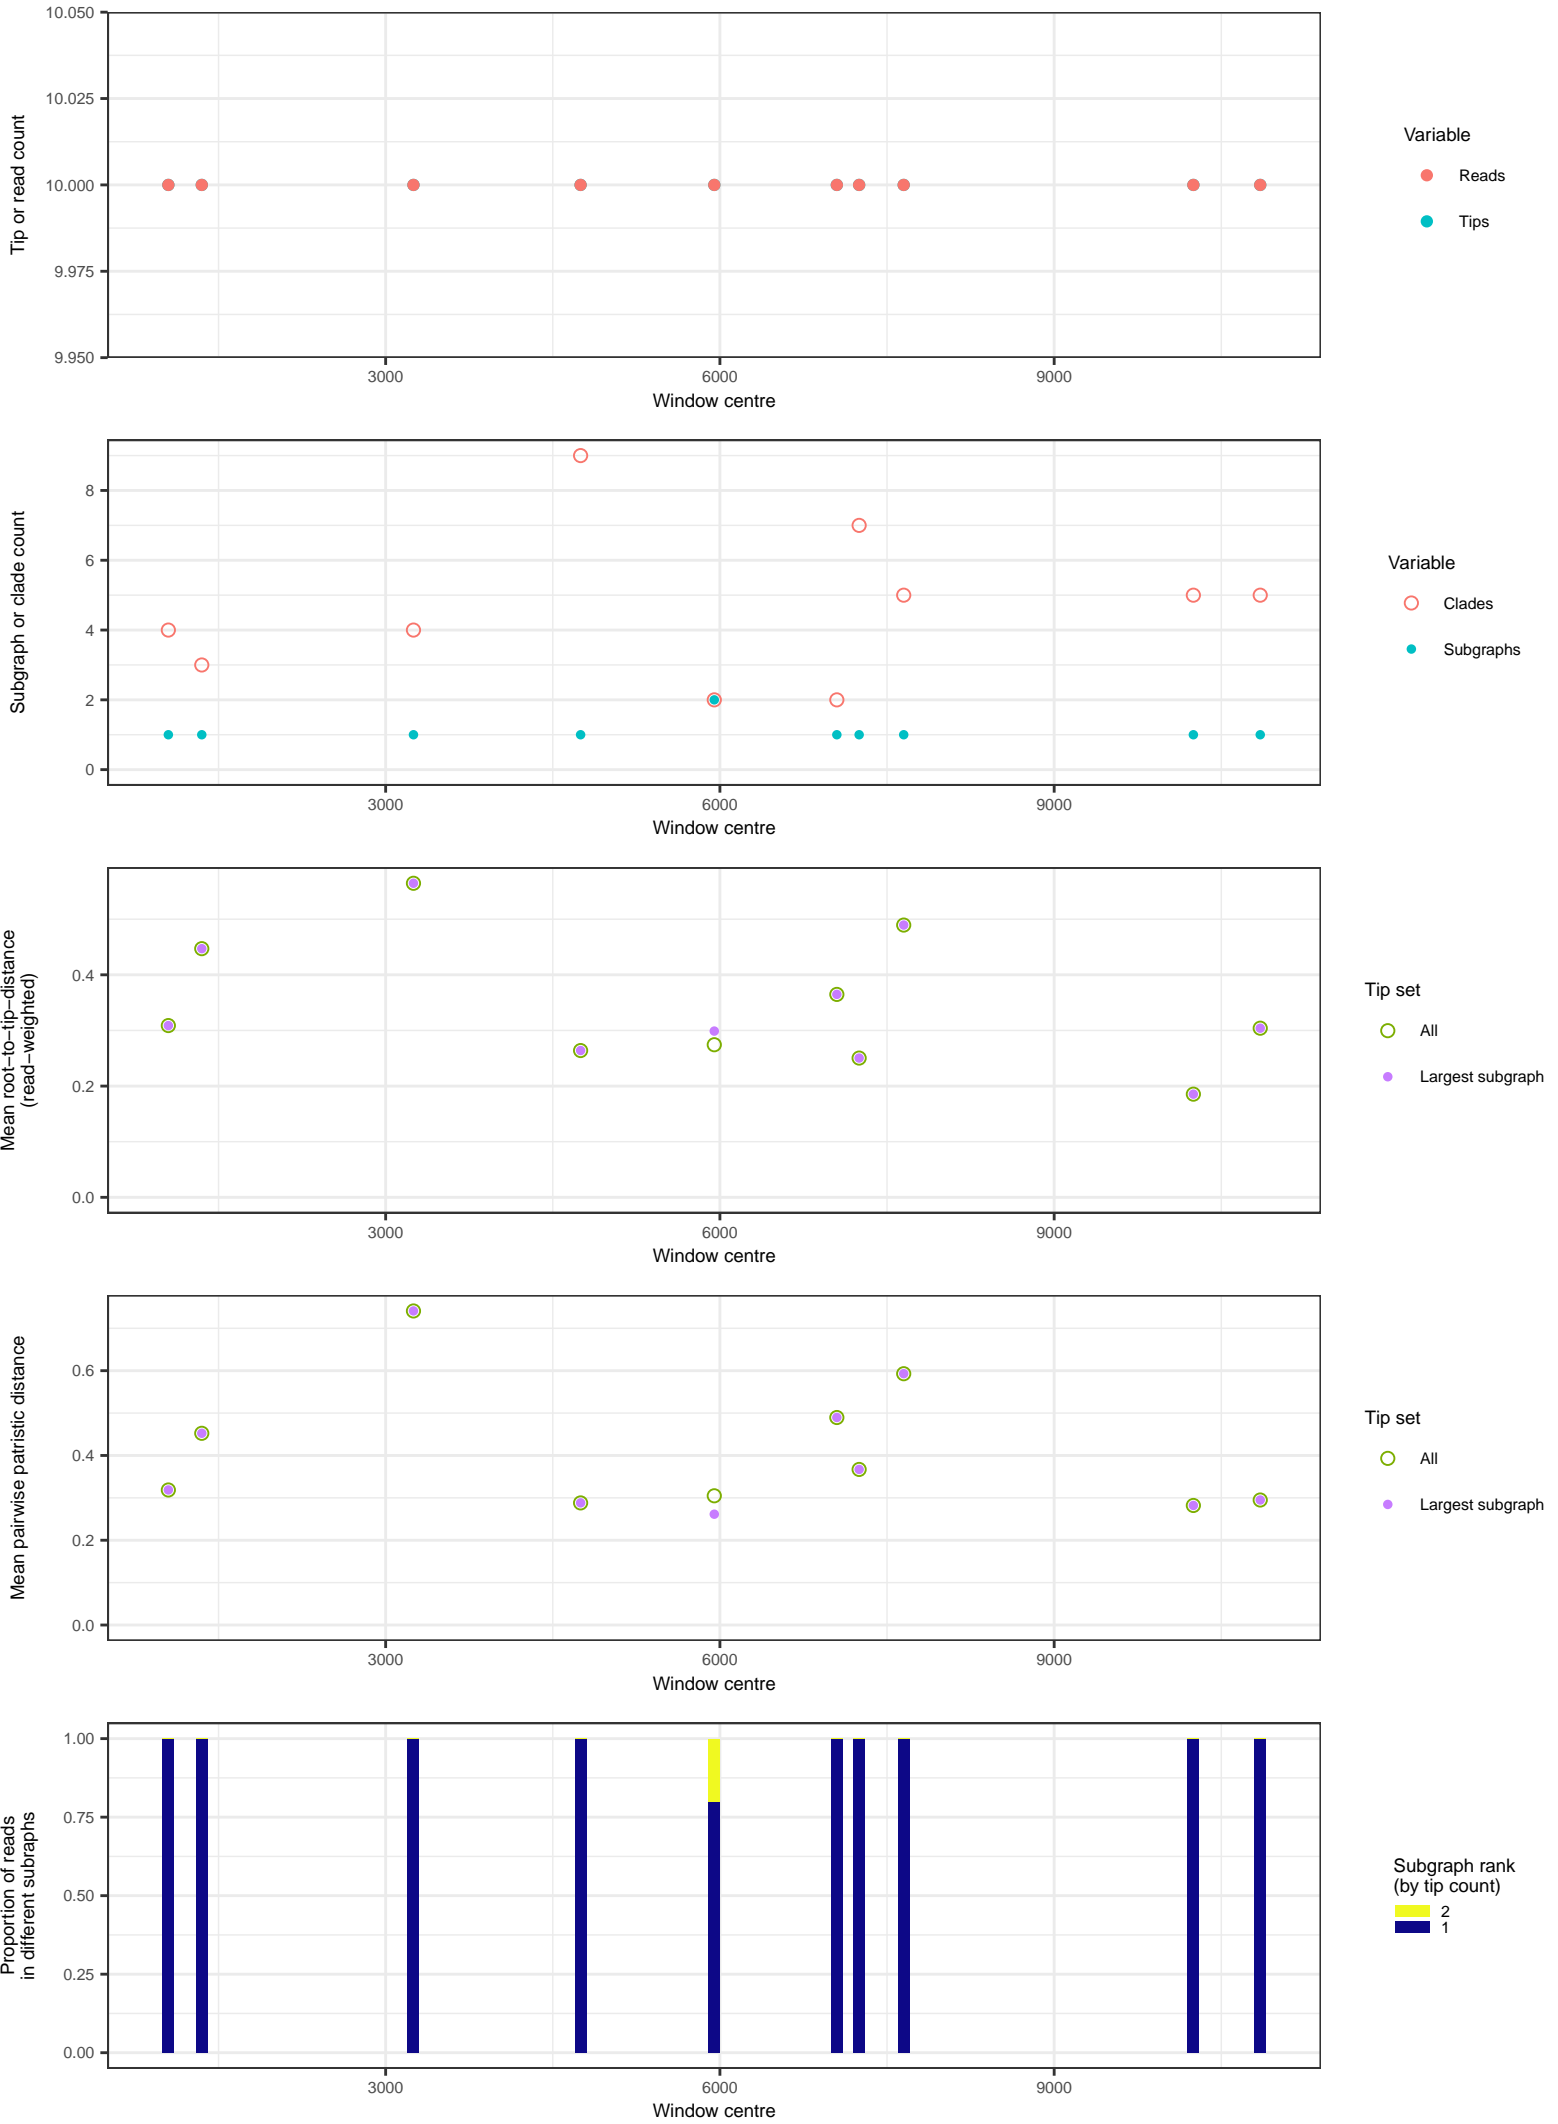 10.050
10.025
10.000
9.975
9.950
Tip or read count
3000
6000
9000
Window centre
Variable
Reads
Tips
8
6
4
2
0
Subgraph or clade count
3000
6000
9000
Window centre
Variable
Clades
Subgraphs
0.4
0.2
0.0
Mean root−to−tip−distance
(read−weighted)
3000
6000
9000
Window centre
Tip set
All
Largest subgraph
0.6
0.4
0.2
0.0
Mean pairwise patristic distance
3000
6000
9000
Window centre
Tip set
All
Largest subgraph
1.00
0.75
0.50
0.25
0.00
Proportion of reads
in different subraphs
3000
6000
9000
Window centre
Subgraph rank
(by tip count)
2
1